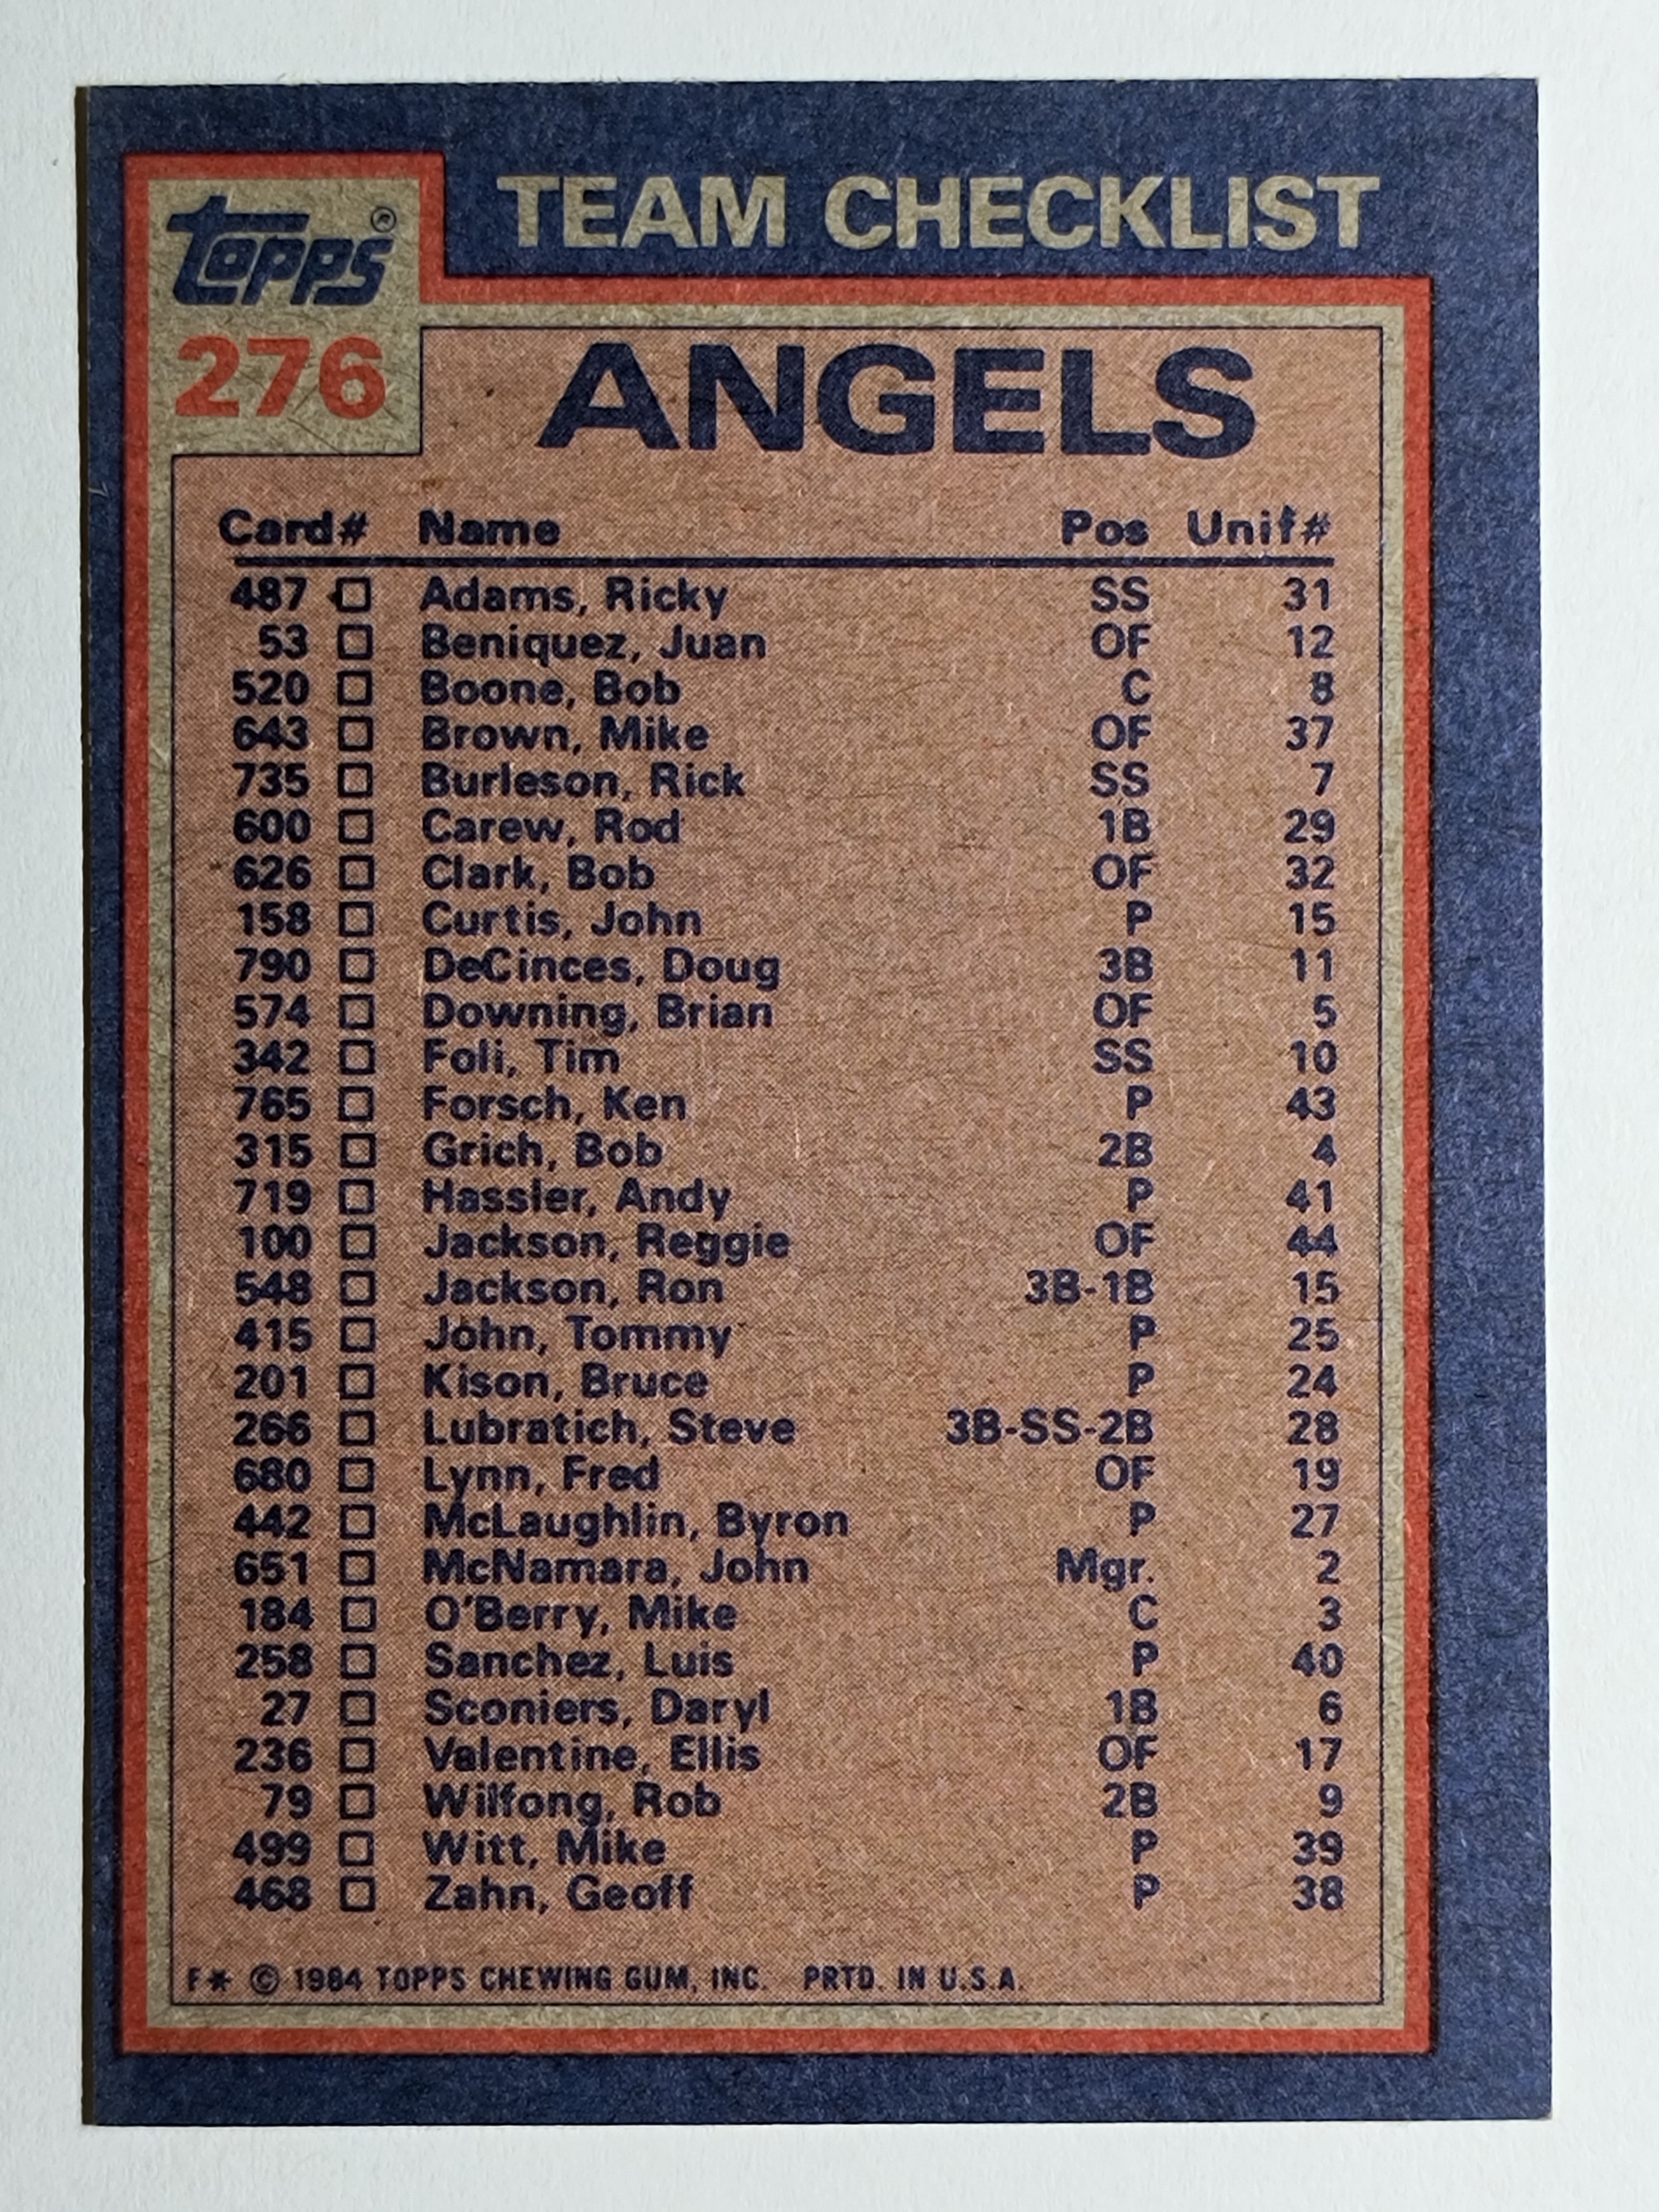 TEAM CHECKLIST
Topps®
276
ANGELS
Card# Name Pos Unif#
487 Adams, Ricky SS 31
53 Beniquez, Juan OF 12
520 Boone, Bob C 8
643 Brown, Mike OF 37
735 Burleson, Rick SS 7
600 Carew, Rod 1B 29
626 Clark, Bob OF 32
158 Curtis, John P 15
790 DeCinces, Doug 3B 11
574 Downing, Brian OF 5
342 Foli, Tim SS 10
765 Forsch, Ken P 43
315 Grich, Bob 2B 4
719 Hassler, Andy P 41
100 Jackson, Reggie OF 44
548 Jackson, Ron 3B-1B 15
415 John, Tommy P 25
201 Kison, Bruce P 24
266 Lubratich, Steve 3B-SS-2B 28
680 Lynn, Fred OF 19
442 McLaughlin, Byron P 27
651 McNamara, John Mgr. 2
184 O'Berry, Mike C 3
258 Sanchez, Luis P 40
27 Sconiers, Daryl 1B 6
236 Valentine, Ellis OF 17
79 Wilfong, Rob 2B 9
499 Witt, Mike P 39
468 Zahn, Geoff P 38
F* © 1984 TOPPS CHEWING GUM, INC. PRTD. IN U.S.A.